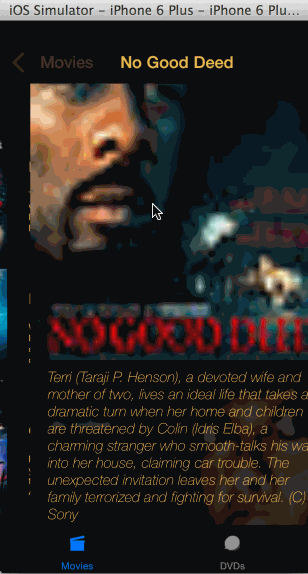 iOS Simulator – iPhone 6 Plus – iPhone 6 Plu...
Movies
No Good Deed
NO GOOD DEE
Terri (Taraji P. Henson), a devoted wife and
mother of two, lives an ideal life that takes a
dramatic turn when her home and children
are threatened by Colin (Idris Elba), a
charming stranger who smooth-talks his wa
into her house, claiming car trouble. The
unexpected invitation leaves her and her
family terrorized and fighting for survival. (C)
Sony
Movies
DVDs